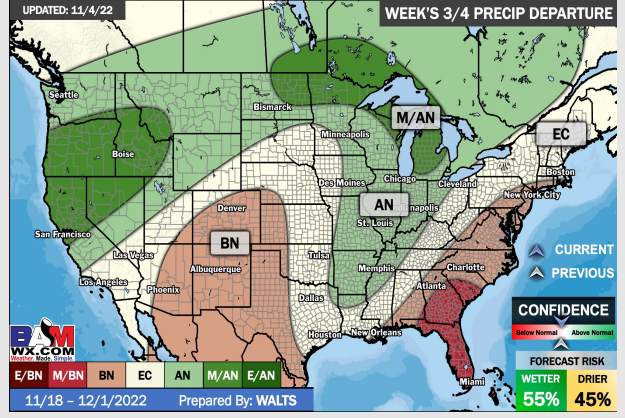 UPDATED: 11/4/22
WEEK'S 3/4 PRECIP DEPARTURE
Seattle
Bismarck
M/AN
EC
Minneapolis
Boise
Boston
Chicago
Cleveland
Des Moines
New York City
AN
napolis
Denver
St. Louis
San Francisco
BN
Las Vegas
Tulsa
CURRENT
Albuquerque
Memphis
Charlotte
PREVIOUS
Los Angeles
Phoenix
Atlanta
Dallas
CONFIDENCE
Houston
New Orleans
Below Normal
Above Normal
BAM
WX.COM
Weather. Made. Simple.
FORECAST RISK
E/BN
M/BN
BN
EC
AN
M/AN
E/AN
Miami
WETTER
DRIER
55%
45%
11/18 – 12/1/2022
Prepared By: WALTS